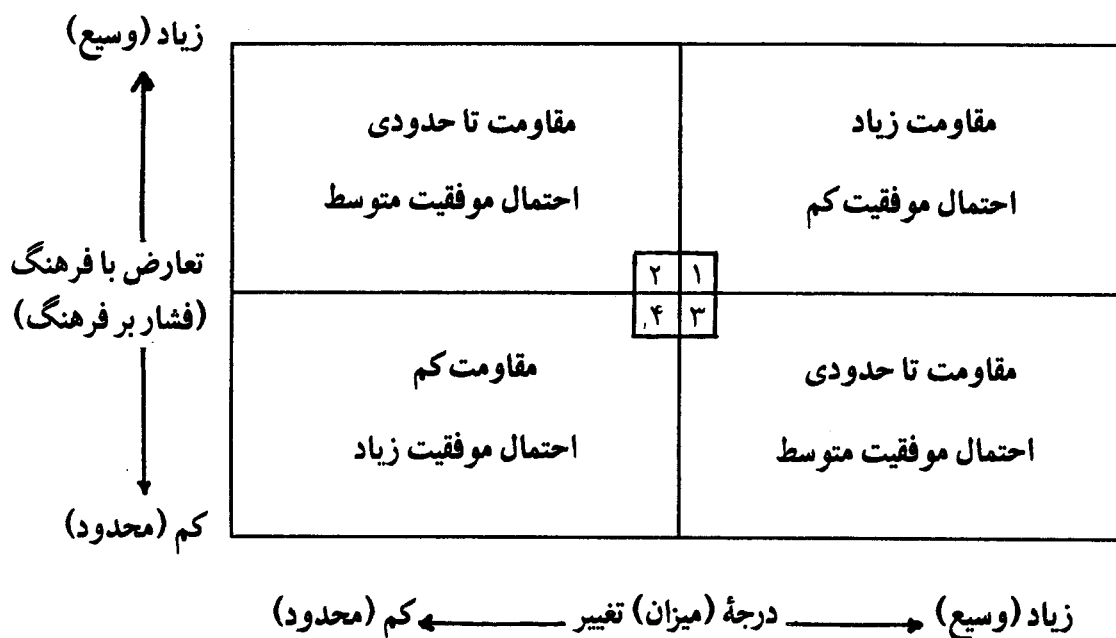 زیاد (وسیع)
مقاومت زیاد
احتمال موفقیت کم
مقاومت تا حدودی
احتمال موفقیت متوسط
۱
۲
۳
۴
تعارض با فرهنگ
(فشار بر فرهنگ)
مقاومت تا حدودی
احتمال موفقیت متوسط
مقاومت کم
احتمال موفقیت زیاد
کم (محدود)
زیاد (وسیع)
درجهٔ (میزان) تغییر
کم (محدود)